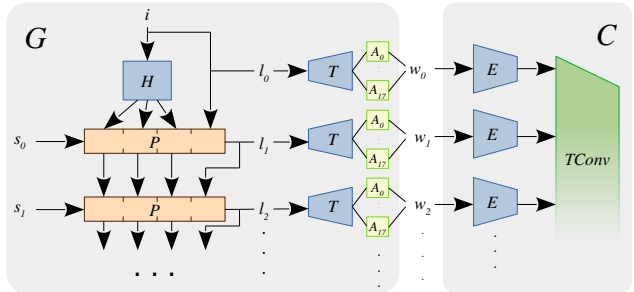 G
i
C
H
l₀
T
A₀
A₁₇
w₀
E
s₀
P
l₁
T
A₀
A₁₇
w₁
E
TConv
s₁
P
l₂
T
A₀
A₁₇
w₂
E
. . .